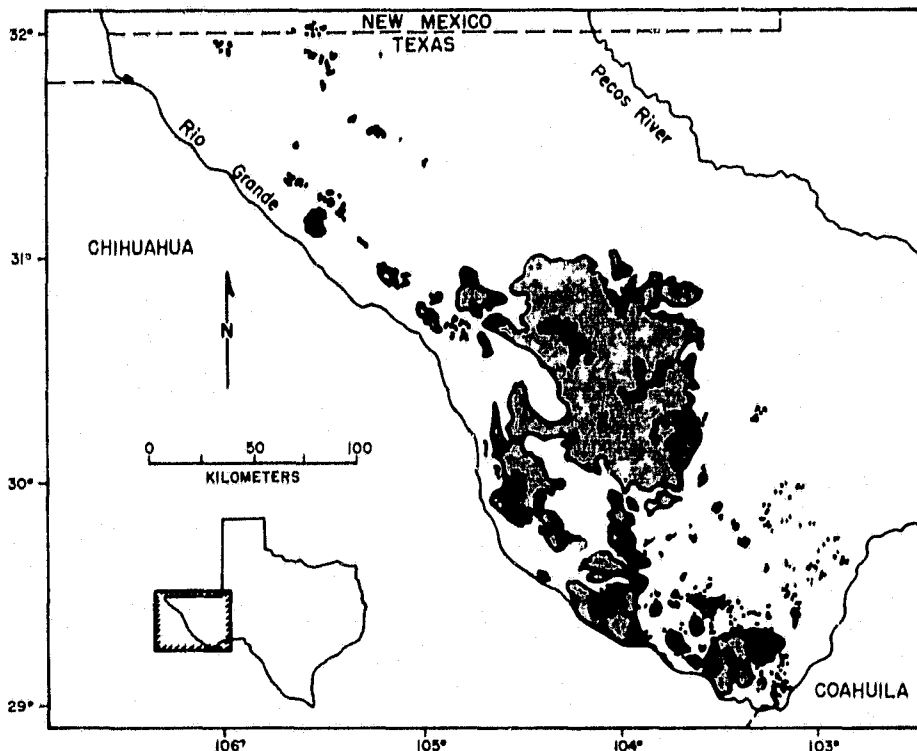 NEW MEXICO
32°
TEXAS
Pecos River
Rio
Grande
CHIHUAHUA
31°
N
0 50 100
KILOMETERS
30°
COAHUILA
29°
106° 105° 104° 103°